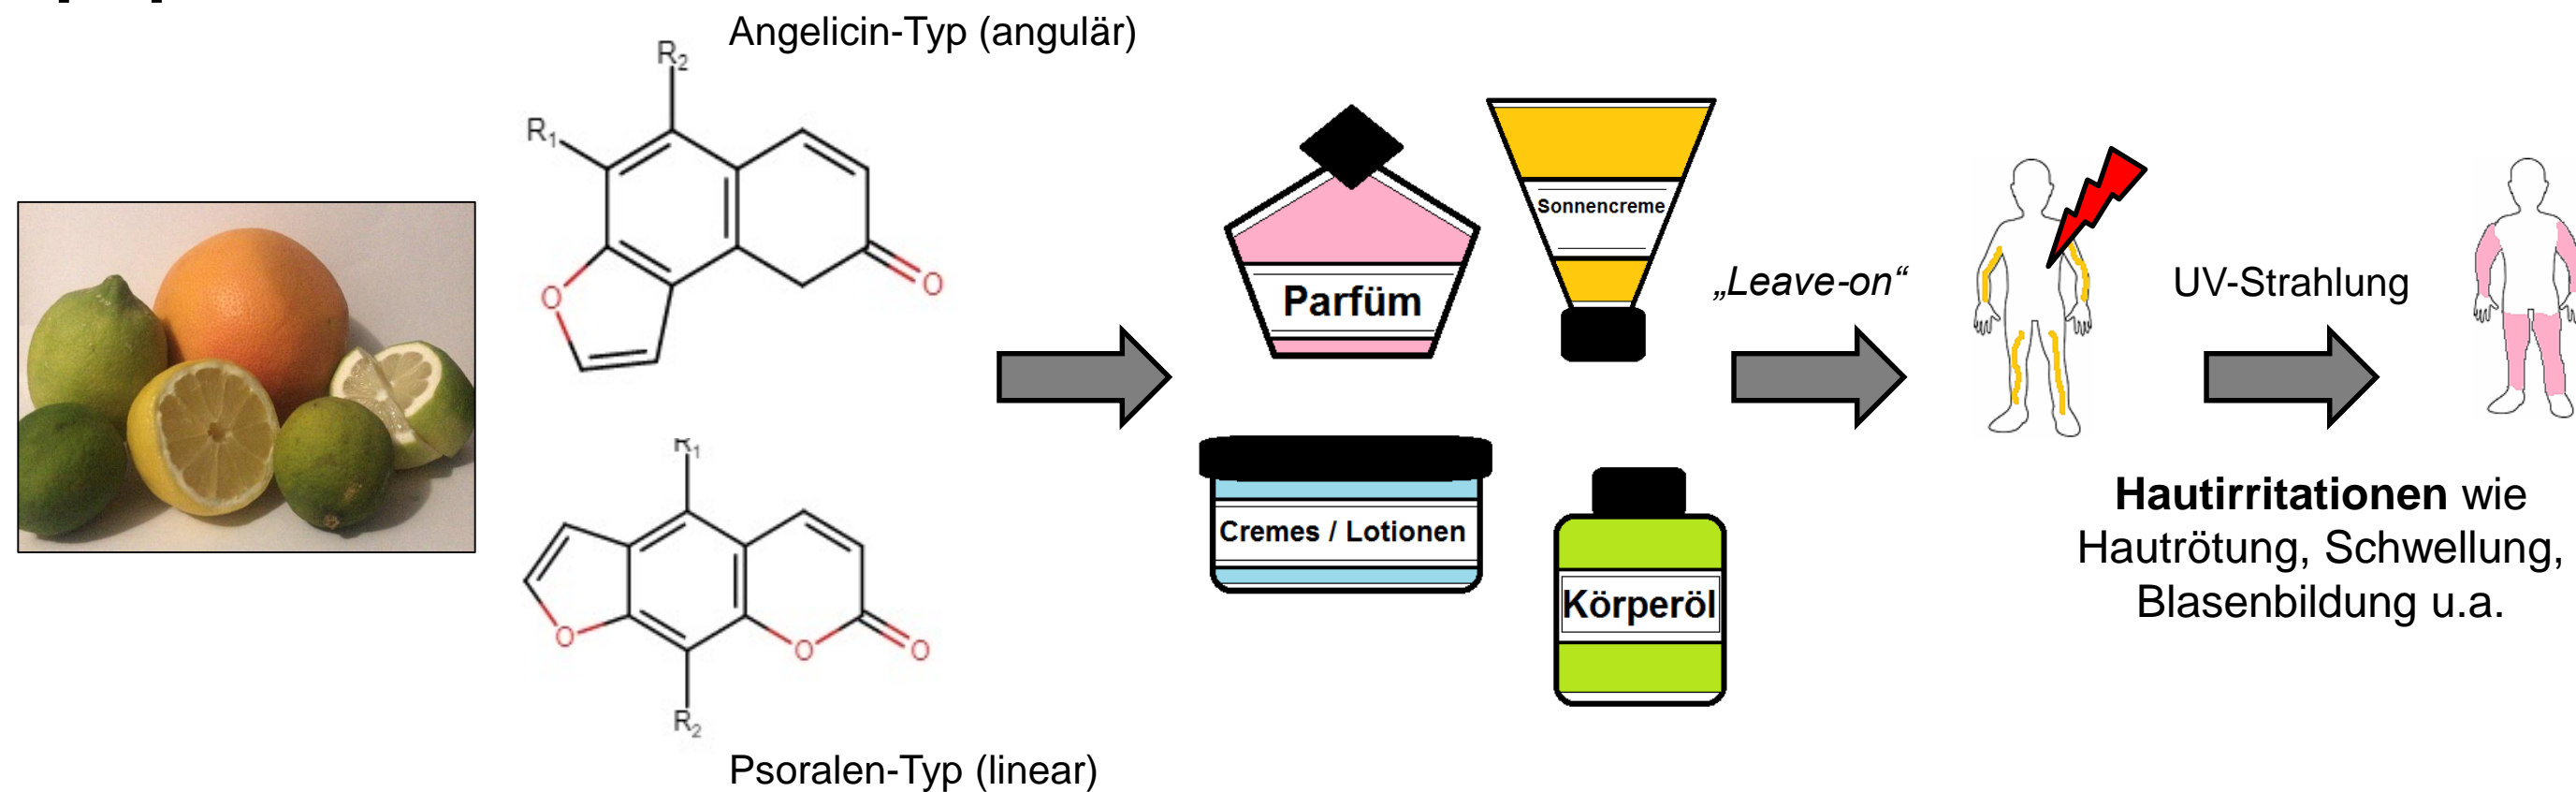 Angelicin-Typ (angulär)
R2
R1
O
O
R1
O
O
O
R2
Psoralen-Typ (linear)
Parfüm
Sonnencreme
Cremes / Lotionen
Körperöl
„Leave-on“
UV-Strahlung
Hautirritationen wie
Hautrötung, Schwellung,
Blasenbildung u.a.